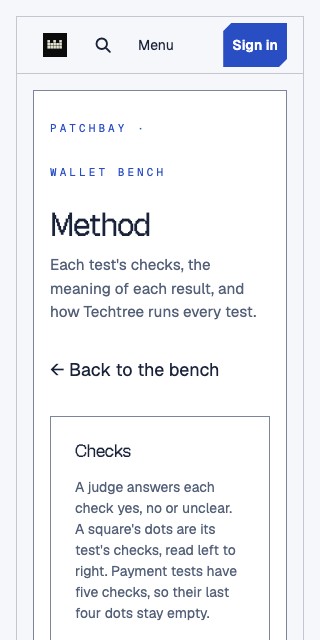 Menu
Sign in
PATCHBAY ·
WALLET BENCH
Method
Each test's checks, the
meaning of each result, and
how Techtree runs every test.
← Back to the bench
Checks
A judge answers each
check yes, no or unclear.
A square's dots are its
test's checks, read left to
right. Payment tests have
five checks, so their last
four dots stay empty.